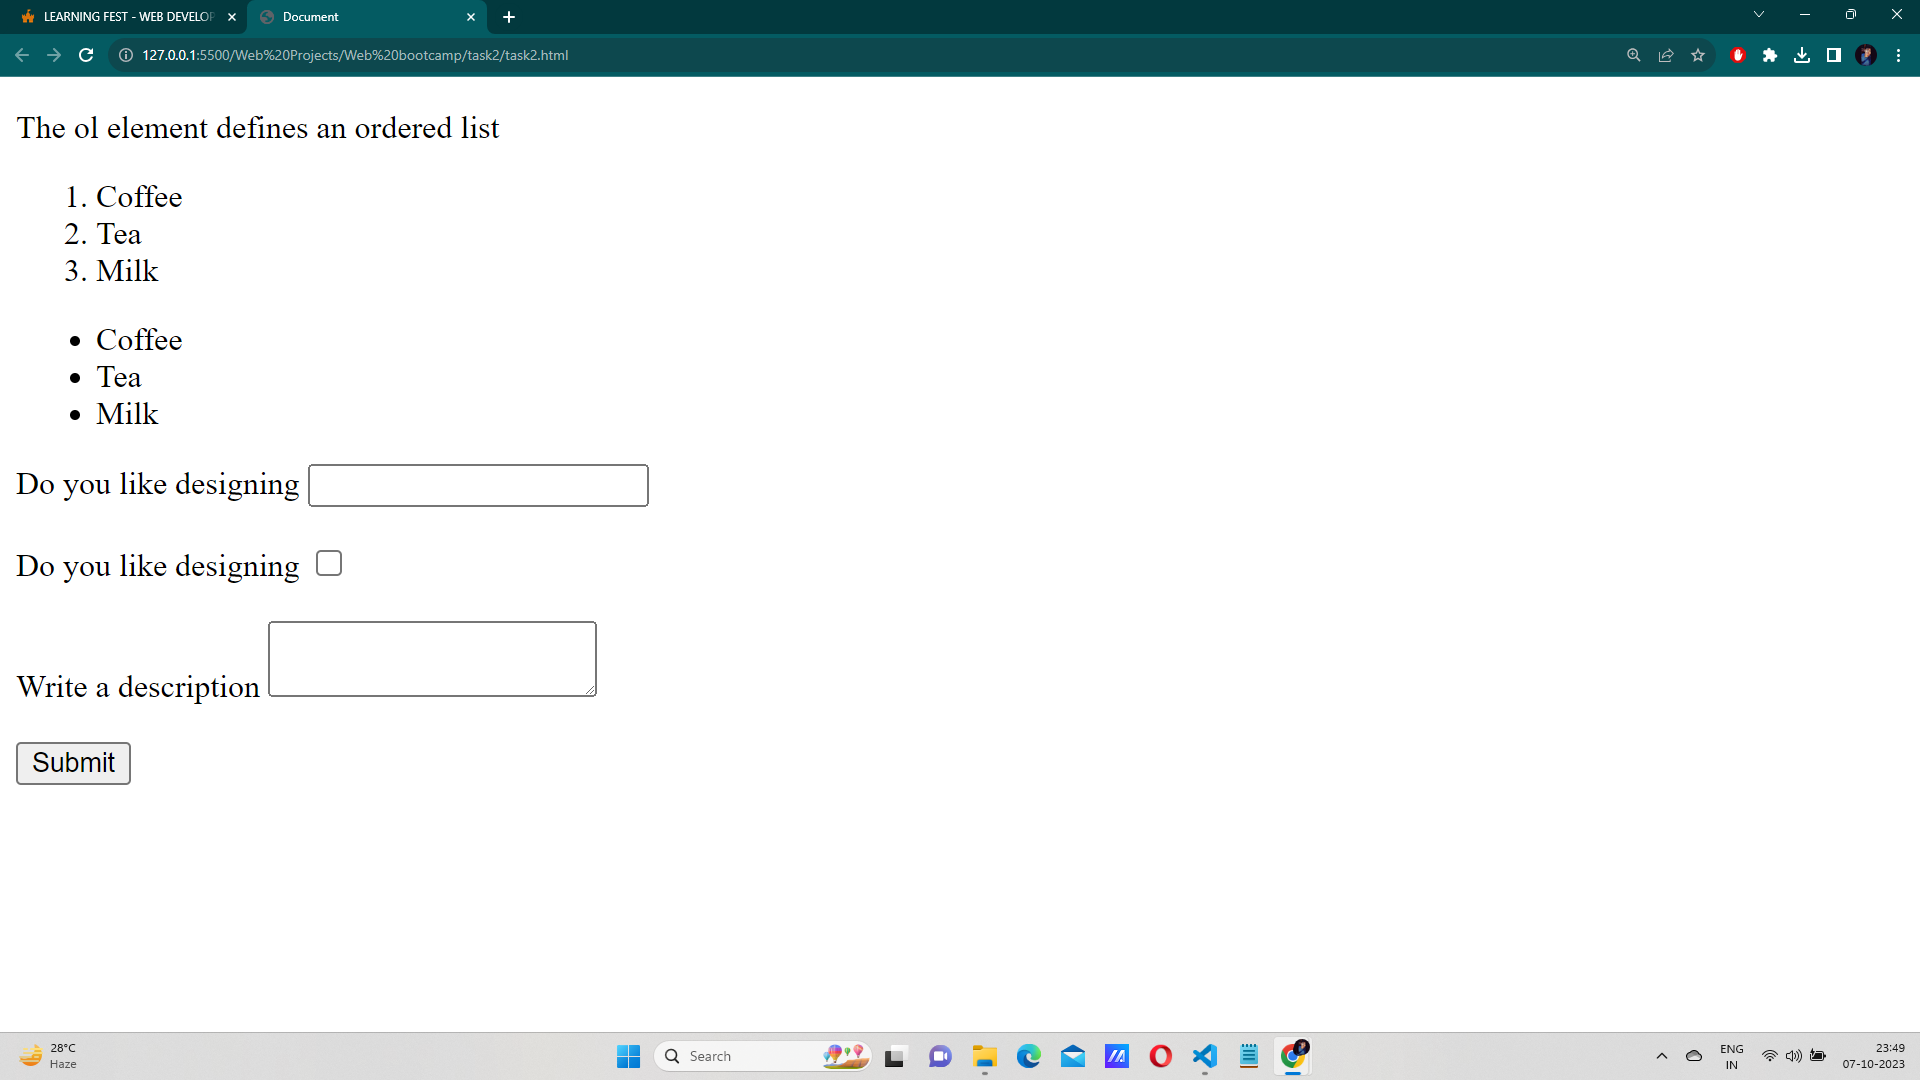 LEARNING FEST - WEB DEVELOP
Document
127.0.0.1:5500/Web%20Projects/Web%20bootcamp/task2/task2.html
The ol element defines an ordered list
1. Coffee
2. Tea
3. Milk
• Coffee
• Tea
• Milk
Do you like designing
Do you like designing
Write a description
Submit
28°C
Haze
Search
ENG
IN
23:49
07-10-2023